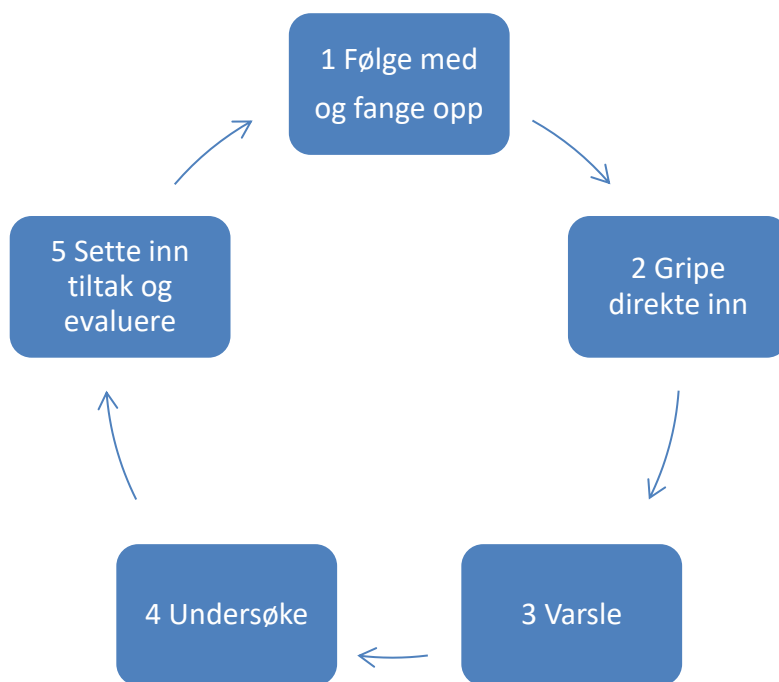 1 Følge med
og fange opp
2 Gripe
direkte inn
3 Varsle
4 Undersøke
5 Sette inn
tiltak og
evaluere